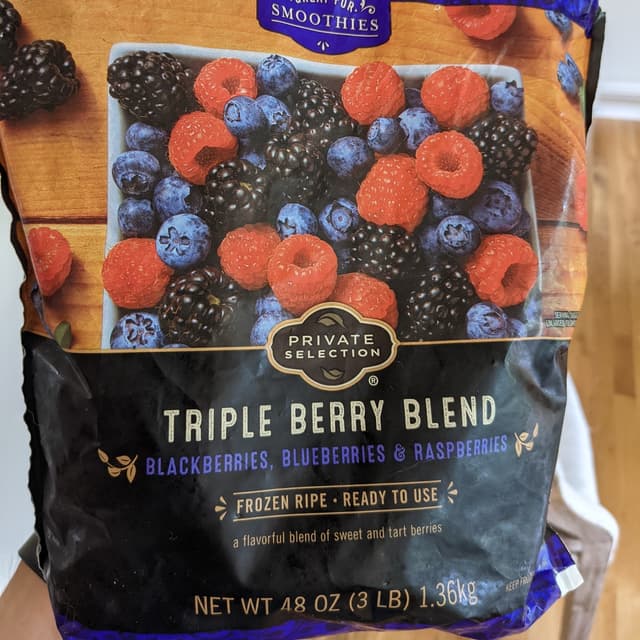 SMOOTHIES
PRIVATE
SELECTION
®
TRIPLE BERRY BLEND
BLACKBERRIES, BLUEBERRIES & RASPBERRIES
FROZEN RIPE • READY TO USE
a flavorful blend of sweet and tart berries
NET WT 48 OZ (3 LB) 1.36kg
KEEP